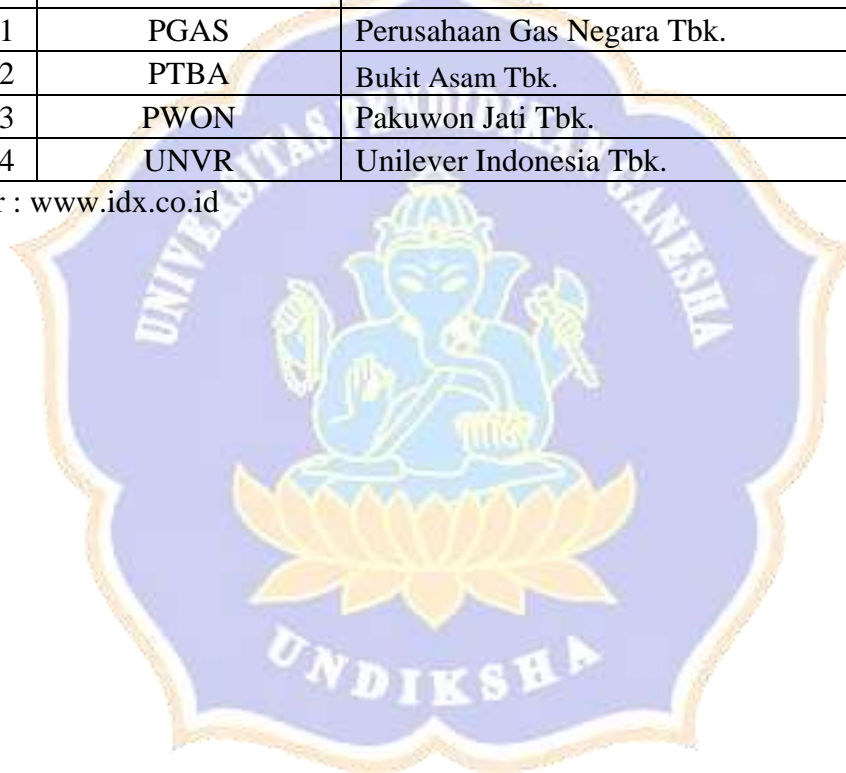 1 PGAS Perusahaan Gas Negara Tbk.
2 PTBA Bukit Asam Tbk.
3 PWON Pakuwon Jati Tbk.
4 UNVR Unilever Indonesia Tbk.
r : www.idx.co.id
UNIVERSITAS PENDIDIKAN GANESHA
UNDIKSHA